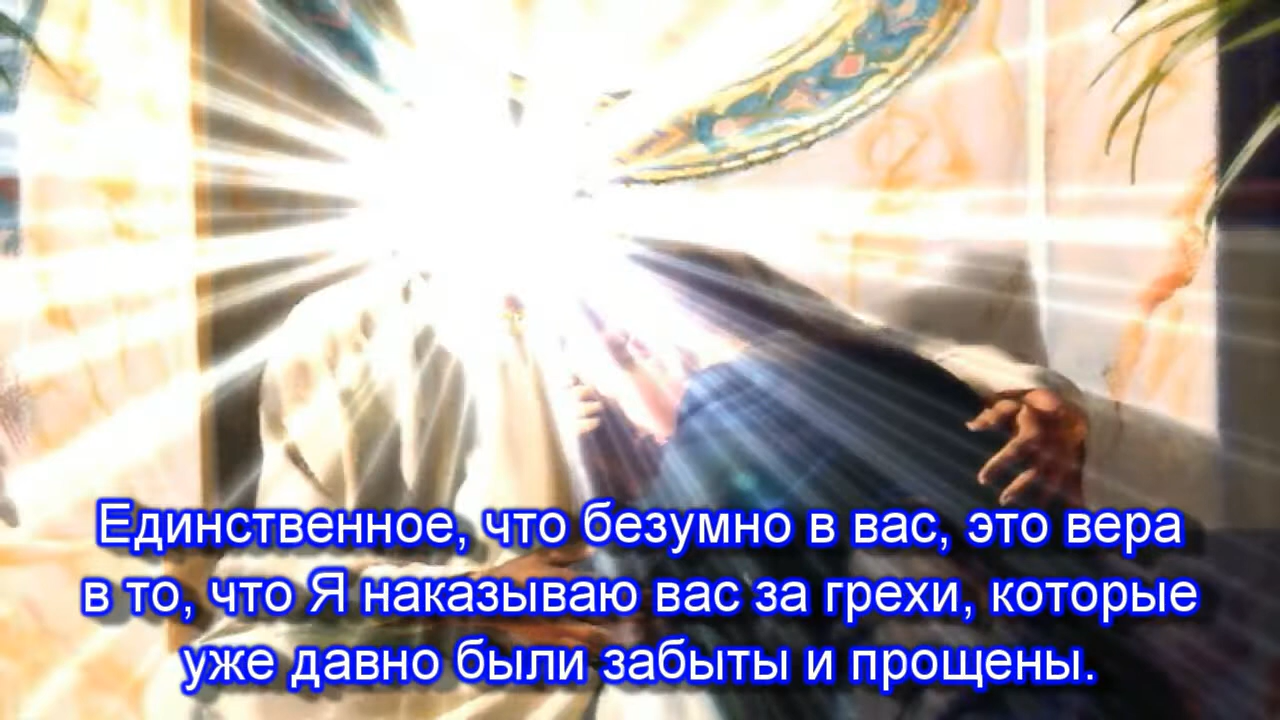 Единственное, что безумно в вас, это вера
в то, что Я наказываю вас за грехи, которые
уже давно были забыты и прощены.